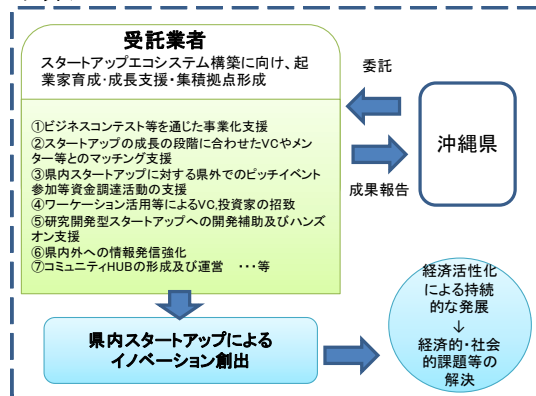 受託業者
スタートアップエコシステム構築に向け、起
業家育成・成長支援・集積拠点形成
①ビジネスコンテスト等を通じた事業化支援
②スタートアップの成長の段階に合わせたVCやメン
ター等とのマッチング支援
③県内スタートアップに対する県外でのピッチイベント
参加等資金調達活動の支援
④ワーケーション活用等によるVC,投資家の招致
⑤研究開発型スタートアップへの開発補助及びハンズ
オン支援
⑥県内外への情報発信強化
⑦コミュニティHUBの形成及び運営 ・・・等
委託
成果報告
沖縄県
県内スタートアップによる
イノベーション創出
経済活性化
による持続
的な発展
↓
経済的・社会
的課題等の
解決